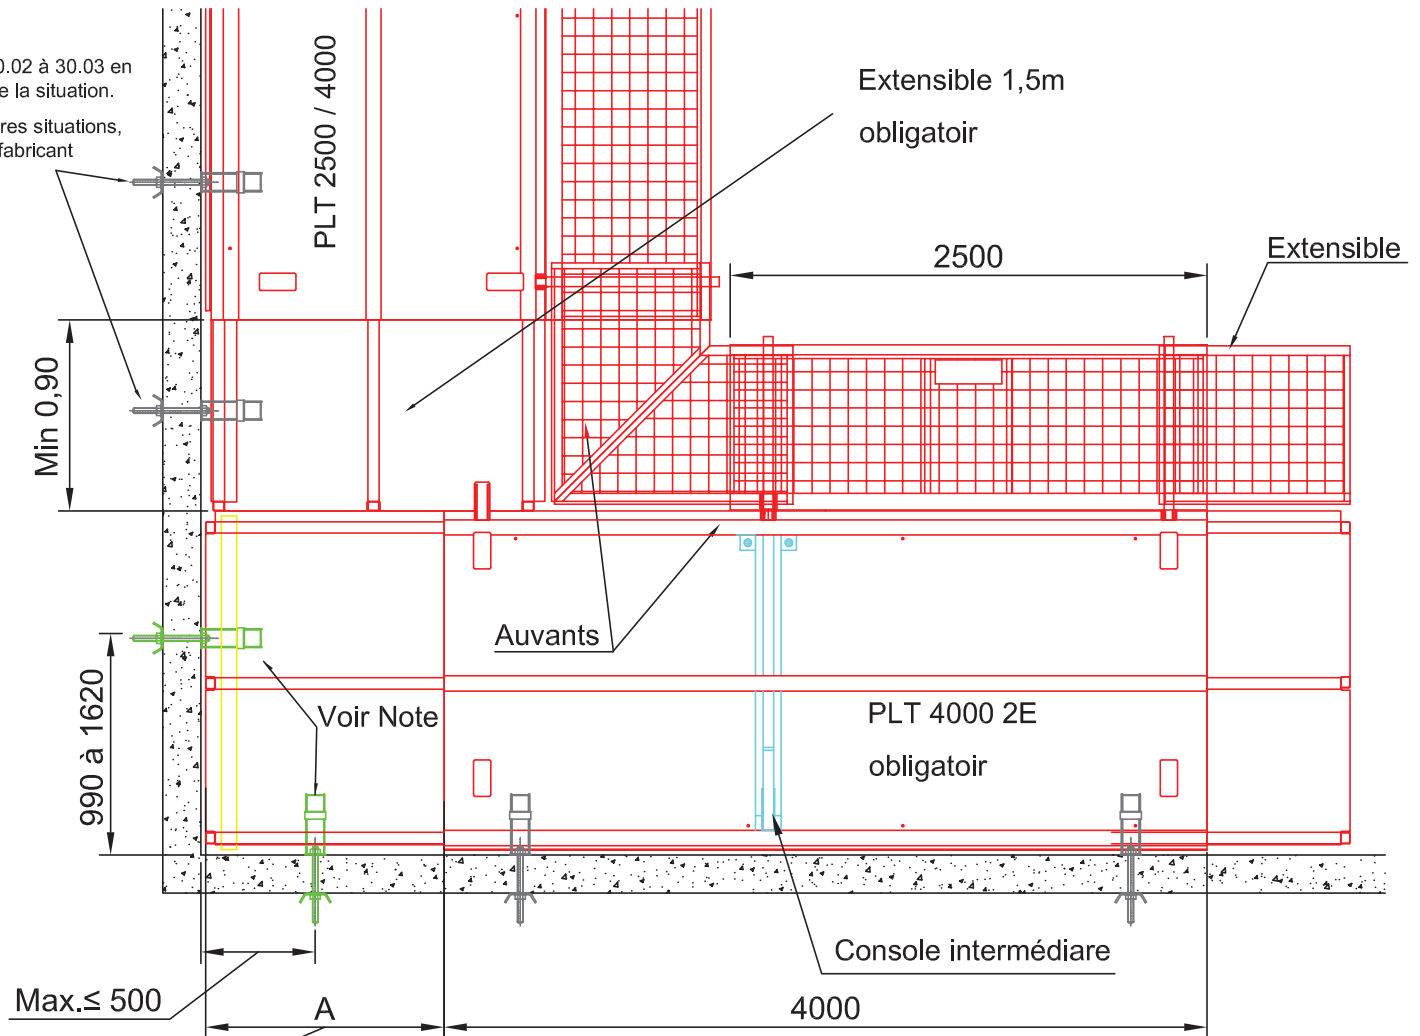 0.02 à 30.03 en
e la situation.
res situations,
fabricant
PLT 2500 / 4000
Extensible 1,5m
obligatoir
2500
Extensible
Min 0,90
Auvants
990 à 1620
Voir Note
PLT 4000 2E
obligatoir
Console intermédiare
Max.≤ 500
A
4000